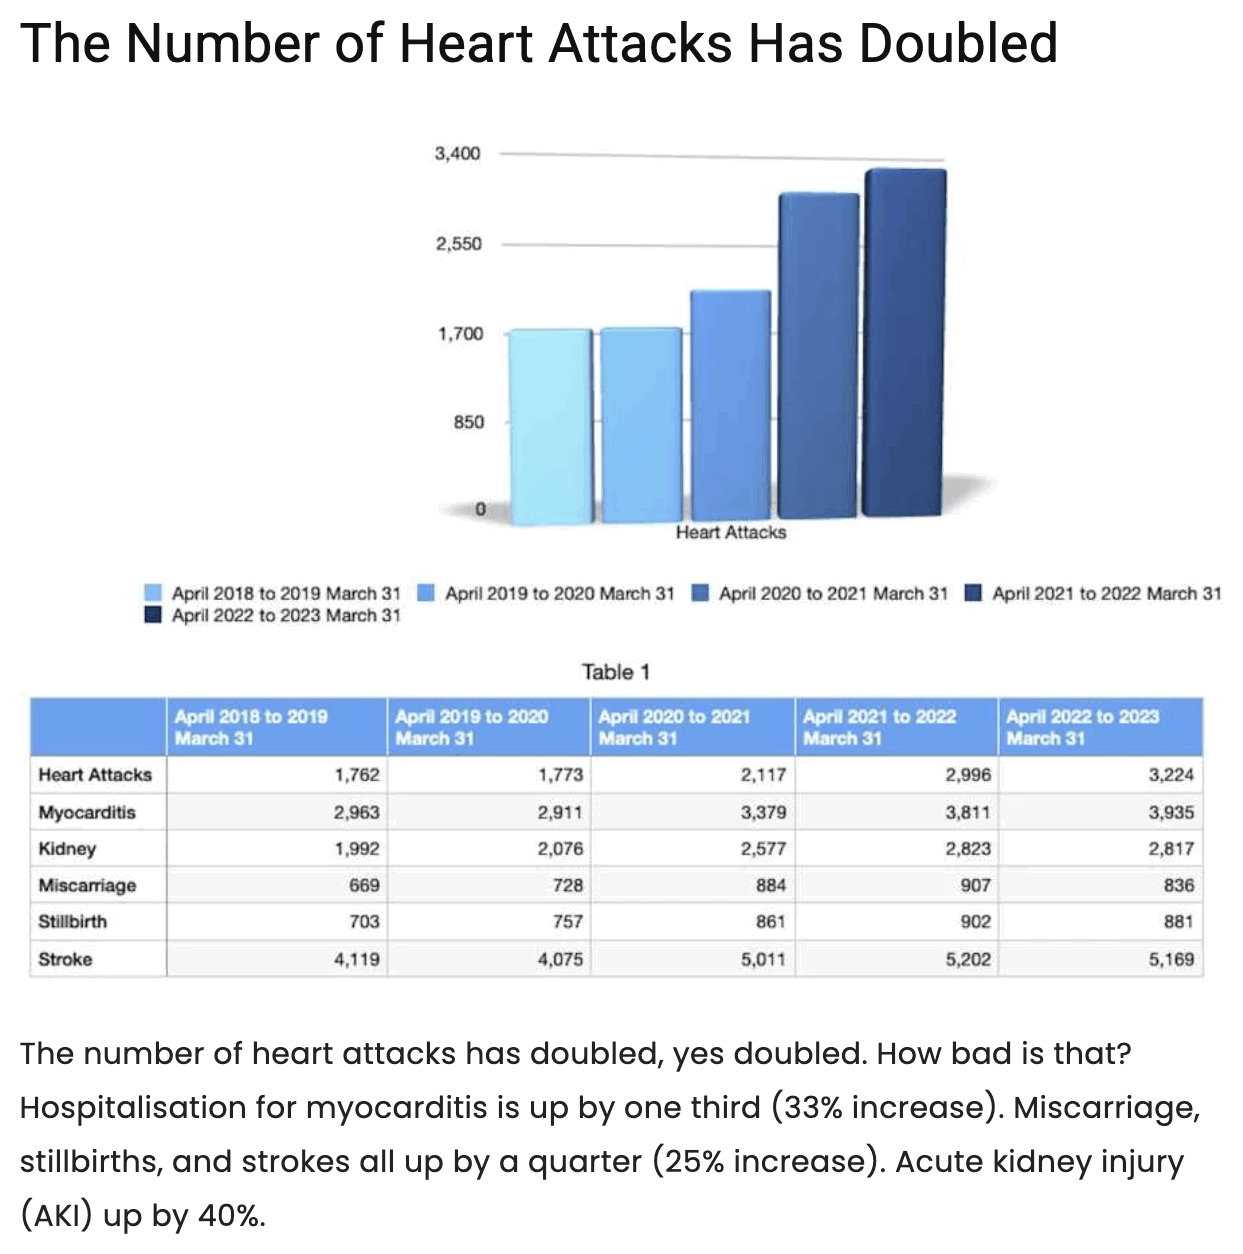 The Number of Heart Attacks Has Doubled
3,400
2,550
1,700
850
0
Heart Attacks
April 2018 to 2019 March 31 April 2019 to 2020 March 31 April 2020 to 2021 March 31 April 2021 to 2022 March 31
April 2022 to 2023 March 31
Table 1
April 2018 to 2019 March 31 April 2019 to 2020 March 31 April 2020 to 2021 March 31 April 2021 to 2022 March 31 April 2022 to 2023 March 31
Heart Attacks 1,762 1,773 2,117 2,996 3,224
Myocarditis 2,963 2,911 3,379 3,811 3,935
Kidney 1,992 2,076 2,577 2,823 2,817
Miscarriage 669 728 884 907 836
Stillbirth 703 757 861 902 881
Stroke 4,119 4,075 5,011 5,202 5,169
The number of heart attacks has doubled, yes doubled. How bad is that?
Hospitalisation for myocarditis is up by one third (33% increase). Miscarriage,
stillbirths, and strokes all up by a quarter (25% increase). Acute kidney injury
(AKI) up by 40%.